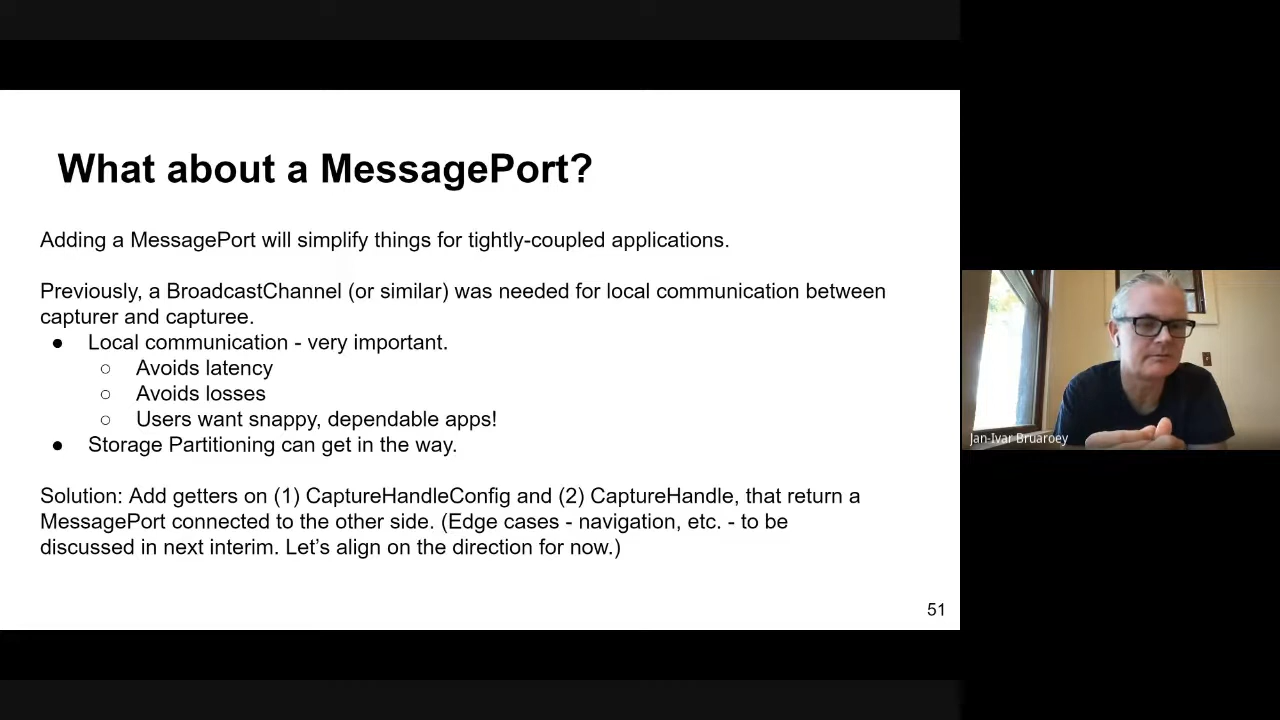 What about a MessagePort?
Adding a MessagePort will simplify things for tightly-coupled applications.
Previously, a BroadcastChannel (or similar) was needed for local communication between
capturer and capturee.
● Local communication - very important.
○ Avoids latency
○ Avoids losses
○ Users want snappy, dependable apps!
● Storage Partitioning can get in the way.
Solution: Add getters on (1) CaptureHandleConfig and (2) CaptureHandle, that return a
MessagePort connected to the other side. (Edge cases - navigation, etc. - to be
discussed in next interim. Let’s align on the direction for now.)
51
Jan-Ivar Bruaroey